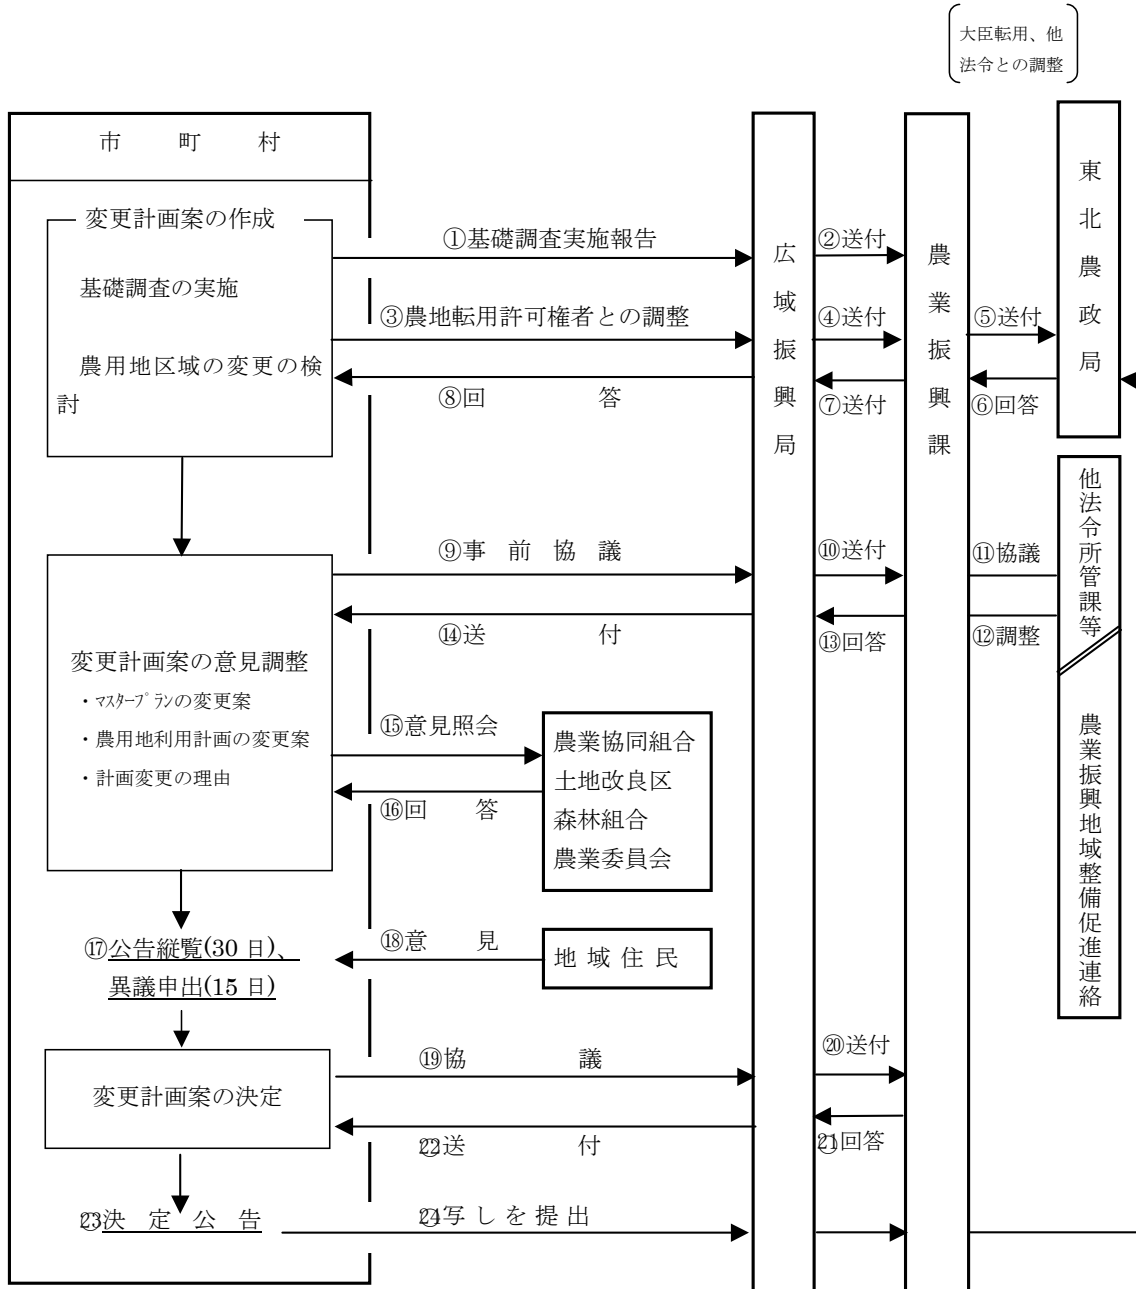 大臣転用、他
法令との調整
市 町 村
変更計画案の作成
基礎調査の実施
農用地区域の変更の検
討
①基礎調査実施報告
③農地転用許可権者との調整
⑧回 答
広域振興局
②送付
④送付
⑦送付
農業振興課
⑤送付
⑥回答
東北農政局
変更計画案の意見調整
・マスタープランの変更案
・農用地利用計画の変更案
・計画変更の理由
⑨事 前 協 議
⑭送 付
⑩送付
⑬回答
⑪協議
⑫調整
他法令所管課等
農業振興地域整備促進連絡
⑮意見照会
⑯回 答
農業協同組合
土地改良区
森林組合
農業委員会
⑰公告縦覧(30 日)、
異議申出(15 日)
⑱意 見
地 域 住 民
変更計画案の決定
⑲協 議
⑳送付
㉑回答
㉒送 付
㉓決 定 公 告
㉔写 し を 提 出